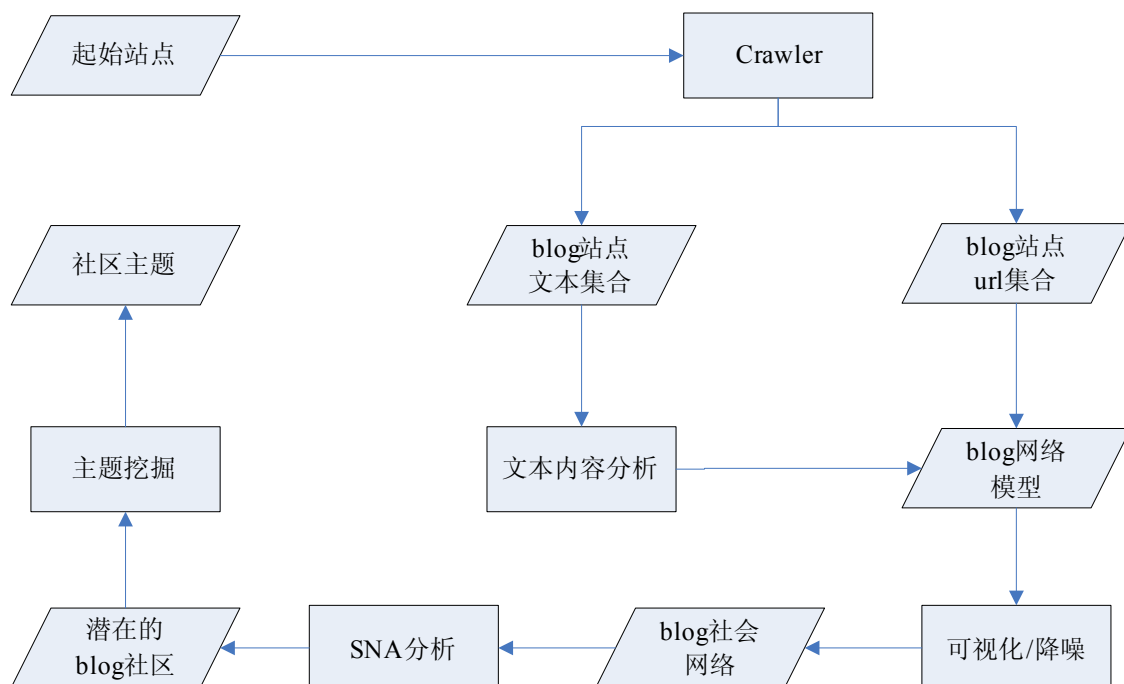 起始站点
Crawler
blog站点
文本集合
blog站点
url集合
社区主题
主题挖掘
文本内容分析
blog网络
模型
潜在的
blog社区
SNA分析
blog社会
网络
可视化/降噪